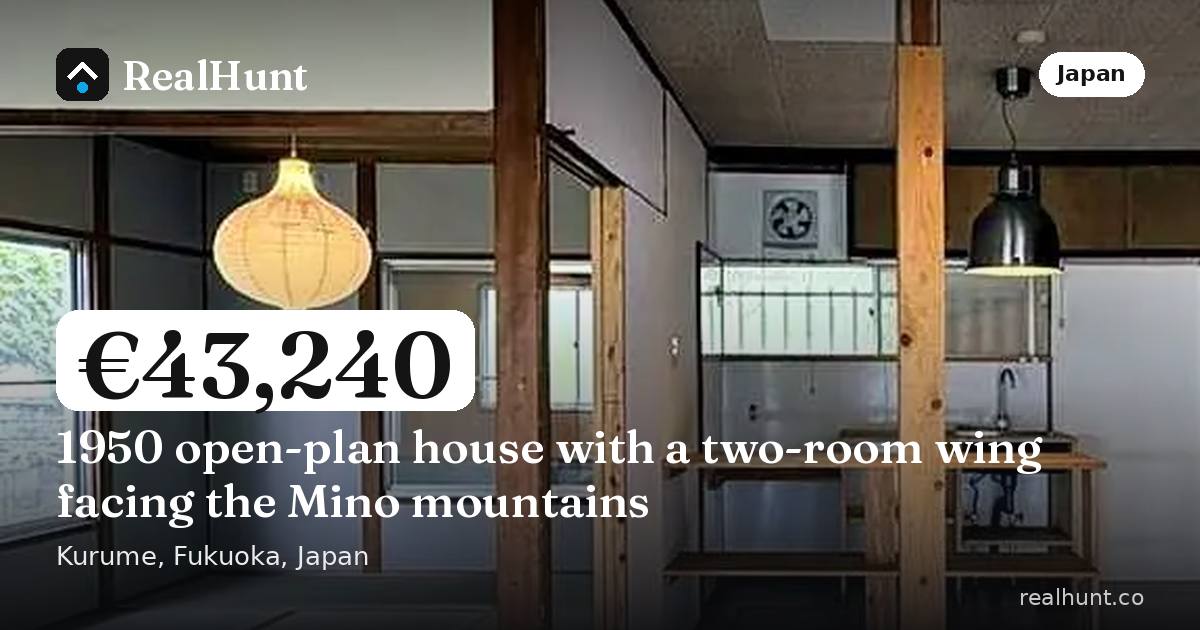 RealHunt
Japan
€43,240
1950 open-plan house with a two-room wing
facing the Mino mountains
Kurume, Fukuoka, Japan
realhunt.co